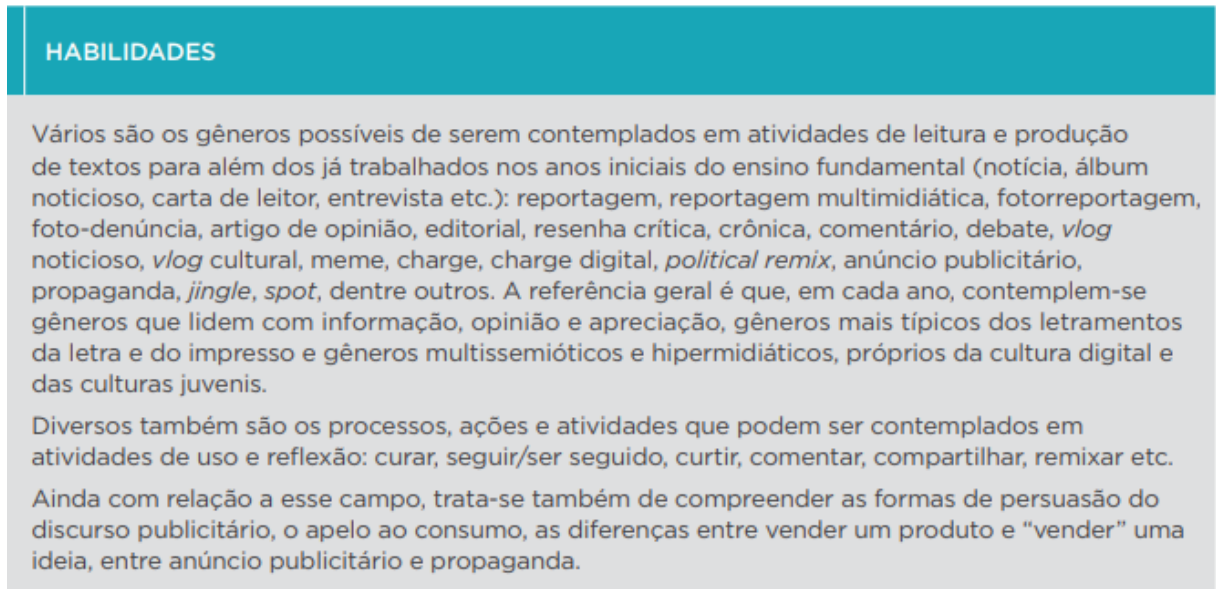 HABILIDADES
Vários são os gêneros possíveis de serem contemplados em atividades de leitura e produção
de textos para além dos já trabalhados nos anos iniciais do ensino fundamental (notícia, álbum
noticioso, carta de leitor, entrevista etc.): reportagem, reportagem multimidiática, fotorreportagem,
foto-denúncia, artigo de opinião, editorial, resenha crítica, crônica, comentário, debate, vlog
noticioso, vlog cultural, meme, charge, charge digital, political remix, anúncio publicitário,
propaganda, jingle, spot, dentre outros. A referência geral é que, em cada ano, contemplem-se
gêneros que lidem com informação, opinião e apreciação, gêneros mais típicos dos letramentos
da letra e do impresso e gêneros multissemióticos e hipermidiáticos, próprios da cultura digital e
das culturas juvenis.
Diversos também são os processos, ações e atividades que podem ser contemplados em
atividades de uso e reflexão: curar, seguir/ser seguido, curtir, comentar, compartilhar, remixar etc.
Ainda com relação a esse campo, trata-se também de compreender as formas de persuasão do
discurso publicitário, o apelo ao consumo, as diferenças entre vender um produto e “vender” uma
ideia, entre anúncio publicitário e propaganda.